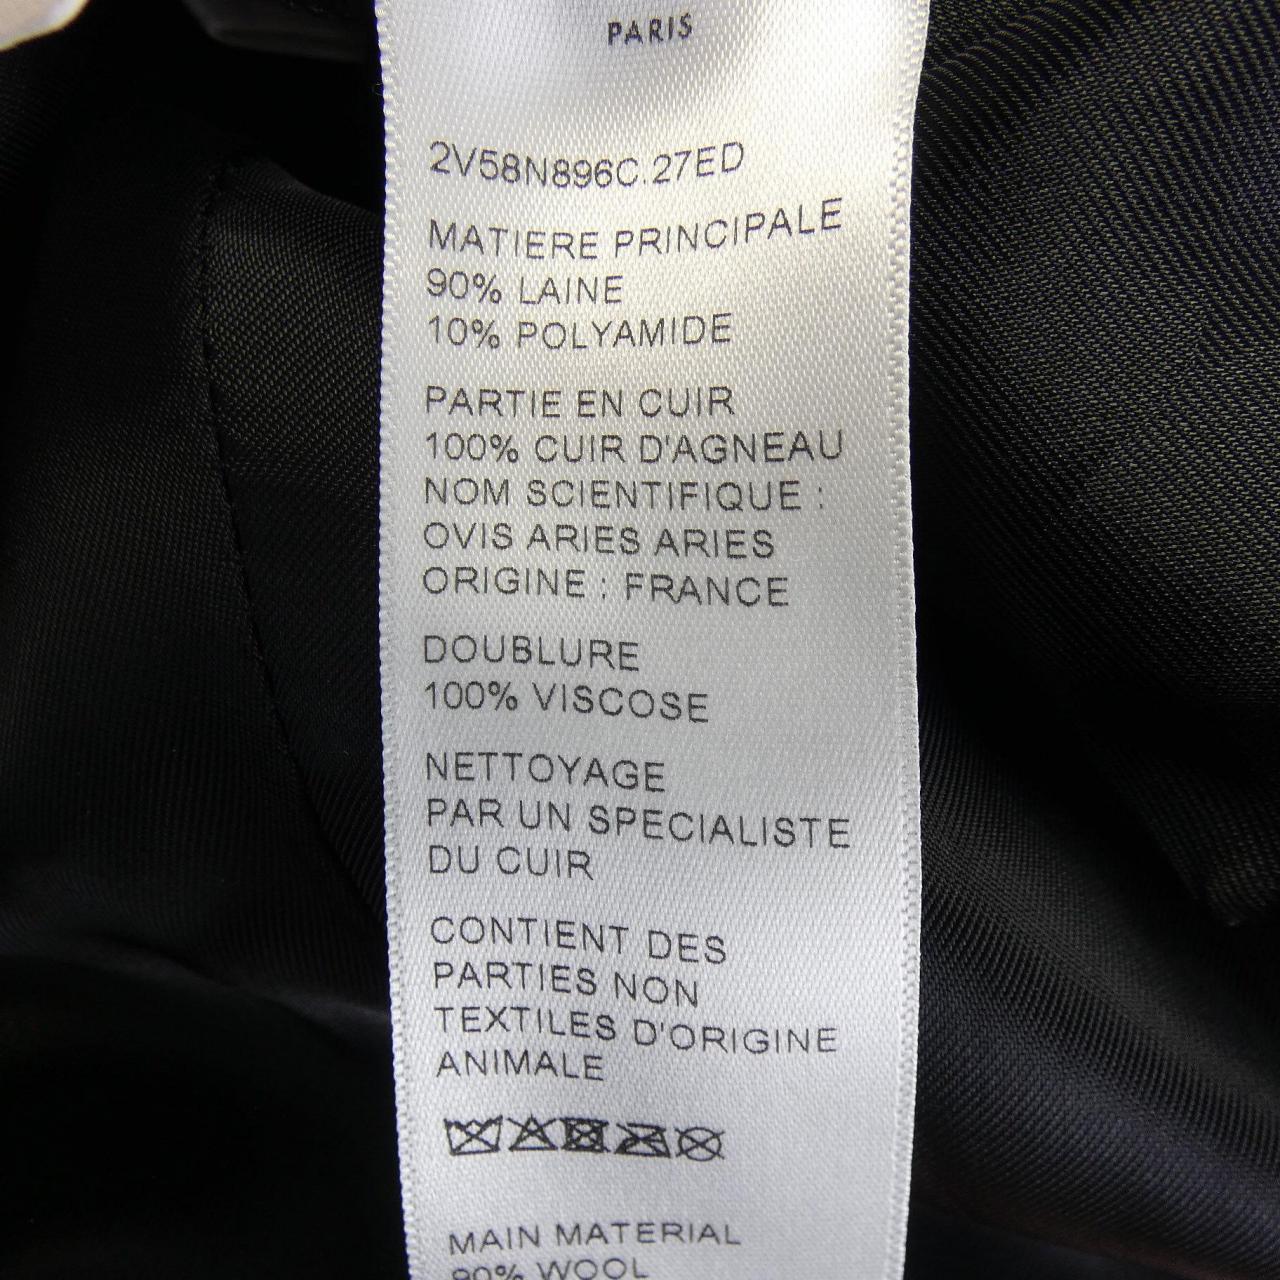 PARIS
2V58N896C.27ED
MATIERE PRINCIPALE
90% LAINE
10% POLYAMIDE
PARTIE EN CUIR
100% CUIR D'AGNEAU
NOM SCIENTIFIQUE :
OVIS ARIES ARIES
ORIGINE : FRANCE
DOUBLURE
100% VISCOSE
NETTOYAGE
PAR UN SPECIALISTE
DU CUIR
CONTIENT DES
PARTIES NON
TEXTILES D'ORIGINE
ANIMALE
MAIN MATERIAL
90% WOOL